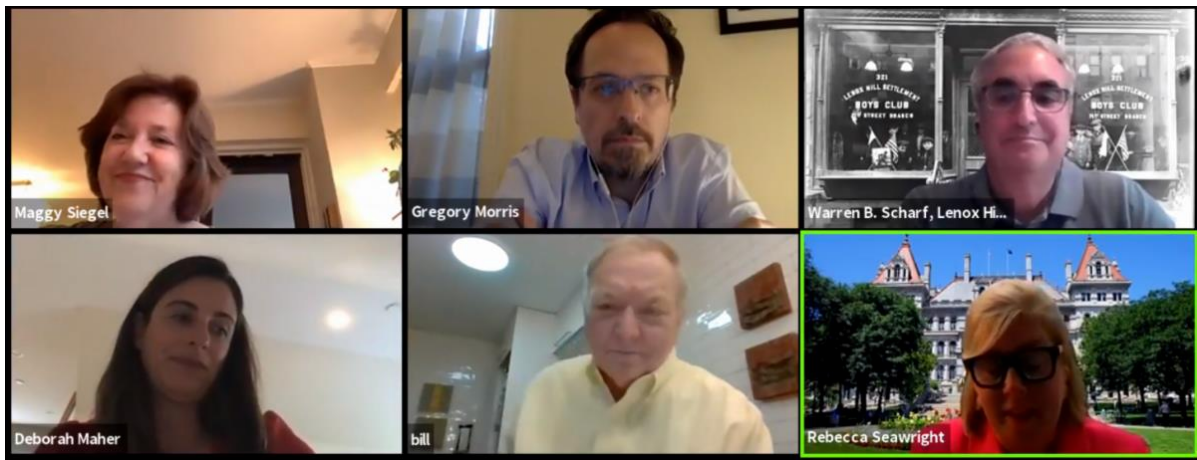 Maggy Siegel
Gregory Morris
321
LENOX HILL SETTLEMENT
BOYS CLUB
321
LENOX HILL SETTLEMENT
BOYS CLUB
Warren B. Scharf, Lenox Hi...
Deborah Maher
bill
Rebecca Seawright